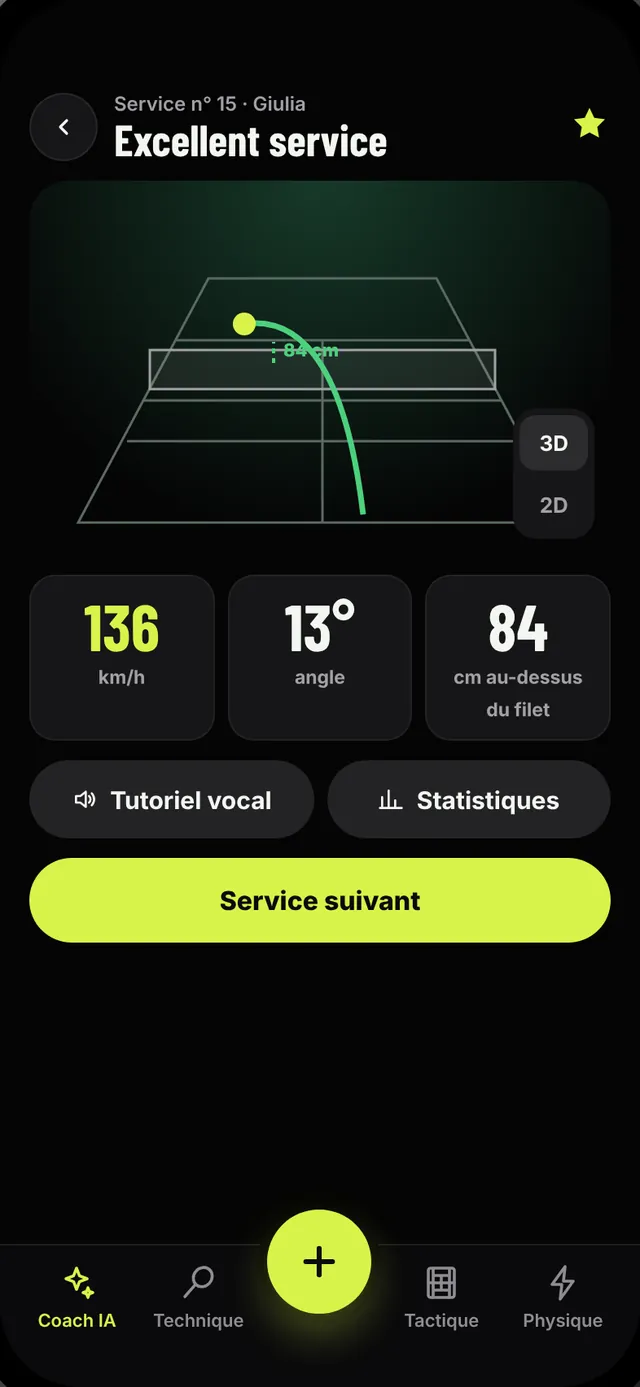 Service n° 15 · Giulia
Excellent service
84 cm
3D
2D
136
km/h
13°
angle
84
cm au-dessus
du filet
Tutoriel vocal
Statistiques
Service suivant
Coach IA
Technique
Tactique
Physique